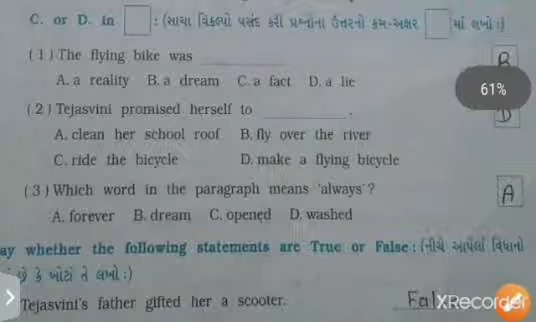 C. or D. in : (સાચા વિકલ્પો પસંદ કરી પ્રશ્નોના ઉત્તરનો ક્રમ-અક્ષર માં લખો :)
(1) The flying bike was ________ B
A. a reality B. a dream C. a fact D. a lie
61%
(2) Tejasvini promised herself to ________. D
A. clean her school roof B. fly over the river
C. ride the bicycle D. make a flying bicycle
(3) Which word in the paragraph means 'always'? A
A. forever B. dream C. opened D. washed
ay whether the following statements are True or False : (નીચે આપેલાં વિધાનો
છે કે ખોટાં તે લખો :)
Tejasvini's father gifted her a scooter. Fal
XRecorder